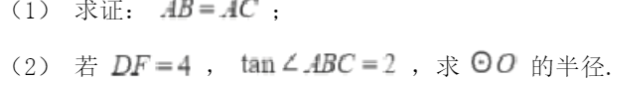 （1） 求证： AB = AC ；
（2） 若 DF = 4 ， tan∠ABC = 2 ，求 ⊙O 的半径.